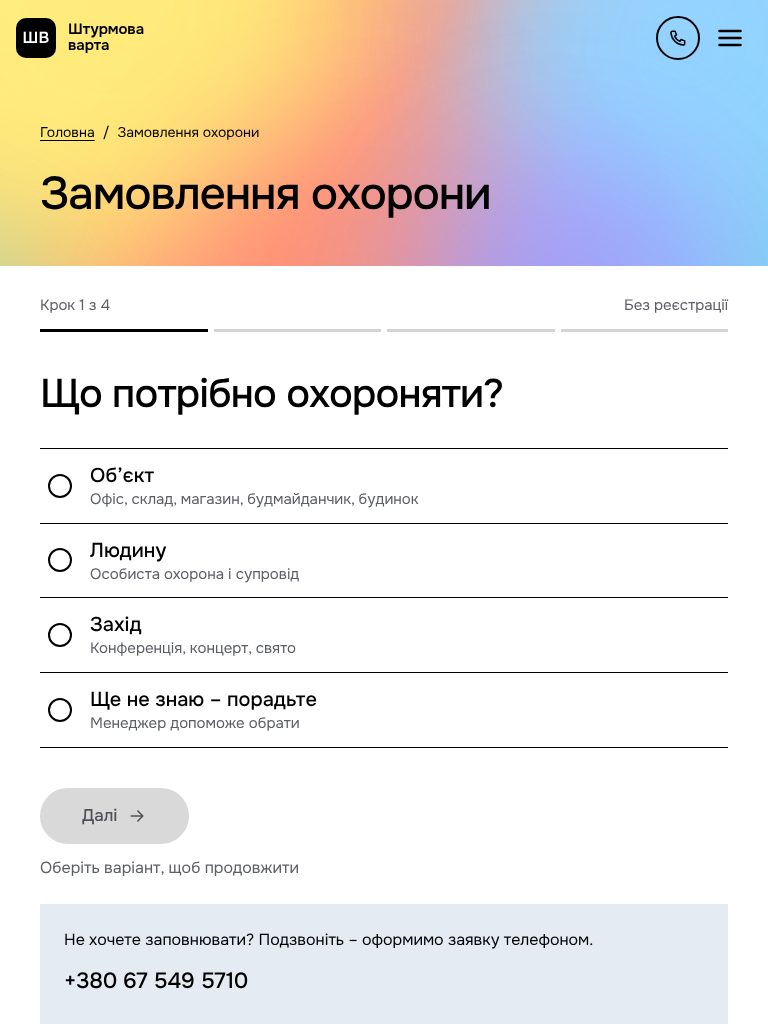 ШВ
Штурмова
варта
Головна / Замовлення охорони
Замовлення охорони
Крок 1 з 4
Без реєстрації
Що потрібно охороняти?
Об’єкт
Офіс, склад, магазин, будмайданчик, будинок
Людину
Особиста охорона і супровід
Захід
Конференція, концерт, свято
Ще не знаю – порадьте
Менеджер допоможе обрати
Далі →
Оберіть варіант, щоб продовжити
Не хочете заповнювати? Подзвоніть – оформимо заявку телефоном.
+380 67 549 5710